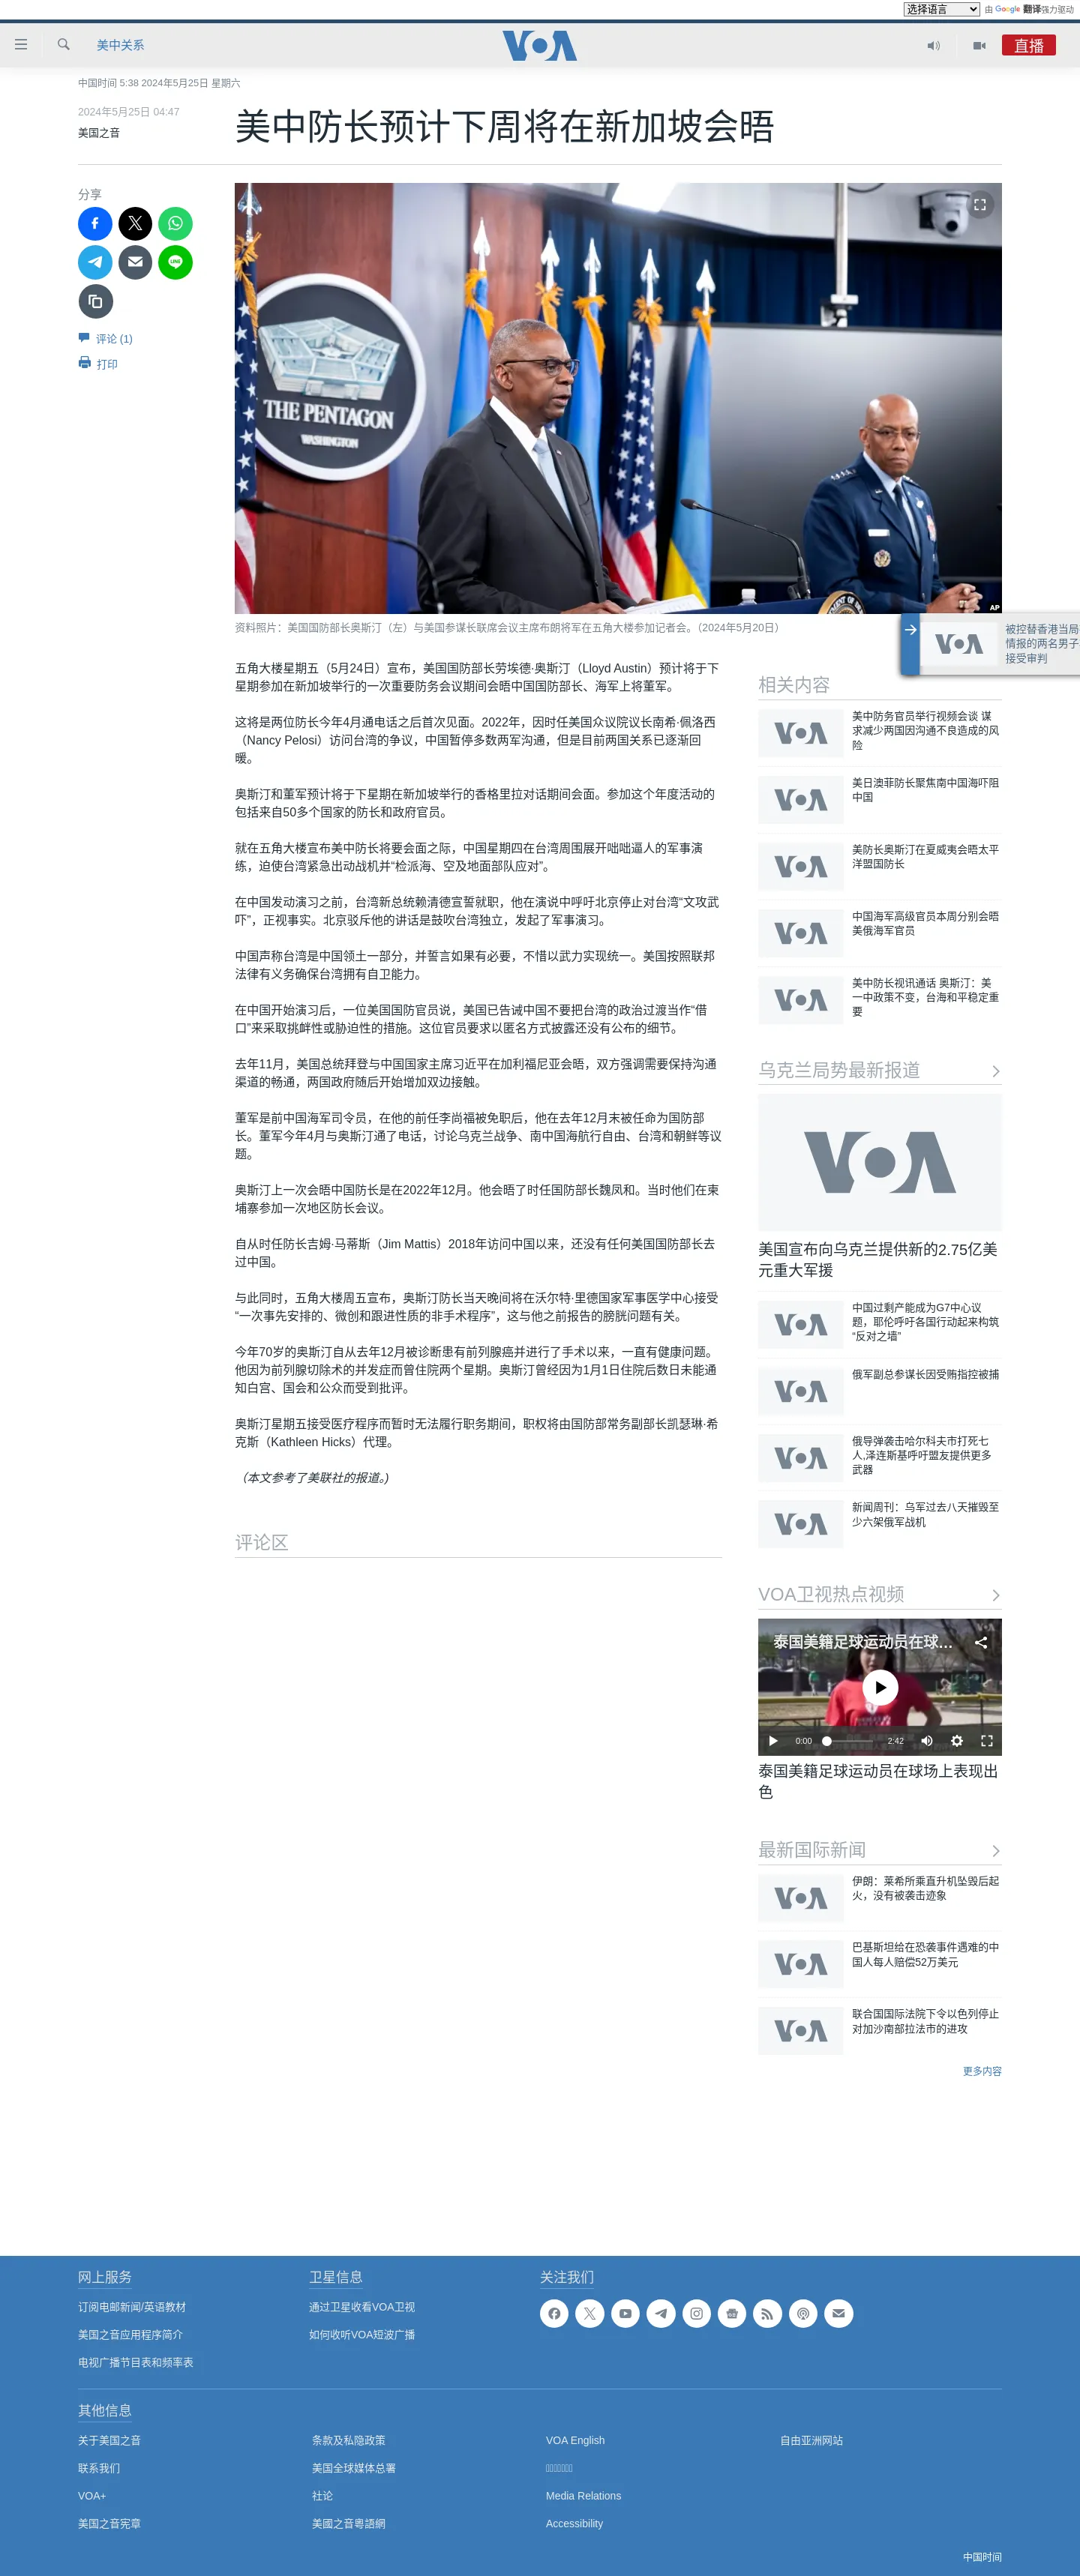 选择语言 由 Google 翻译强力驱动
美中关系
VOA
直播
中国时间 5:38 2024年5月25日 星期六
2024年5月25日 04:47
美国之音
美中防长预计下周将在新加坡会晤
分享
评论 (1)
打印
THE PENTAGON
WASHINGTON
AP
资料照片：美国国防部长奥斯汀（左）与美国参谋长联席会议主席布朗将军在五角大楼参加记者会。（2024年5月20日）
被控替香港当局
情报的两名男子
接受审判
五角大楼星期五（5月24日）宣布，美国国防部长劳埃德·奥斯汀（Lloyd Austin）预计将于下
星期参加在新加坡举行的一次重要防务会议期间会晤中国国防部长、海军上将董军。
这将是两位防长今年4月通电话之后首次见面。2022年，因时任美国众议院议长南希·佩洛西
（Nancy Pelosi）访问台湾的争议，中国暂停多数两军沟通，但是目前两国关系已逐渐回
暖。
奥斯汀和董军预计将于下星期在新加坡举行的香格里拉对话期间会面。参加这个年度活动的
包括来自50多个国家的防长和政府官员。
就在五角大楼宣布美中防长将要会面之际，中国星期四在台湾周围展开咄咄逼人的军事演
练，迫使台湾紧急出动战机并“检派海、空及地面部队应对”。
在中国发动演习之前，台湾新总统赖清德宣誓就职，他在演说中呼吁北京停止对台湾“文攻武
吓”，正视事实。北京驳斥他的讲话是鼓吹台湾独立，发起了军事演习。
中国声称台湾是中国领土一部分，并誓言如果有必要，不惜以武力实现统一。美国按照联邦
法律有义务确保台湾拥有自卫能力。
在中国开始演习后，一位美国国防官员说，美国已告诫中国不要把台湾的政治过渡当作“借
口”来采取挑衅性或胁迫性的措施。这位官员要求以匿名方式披露还没有公布的细节。
去年11月，美国总统拜登与中国国家主席习近平在加利福尼亚会晤，双方强调需要保持沟通
渠道的畅通，两国政府随后开始增加双边接触。
董军是前中国海军司令员，在他的前任李尚福被免职后，他在去年12月末被任命为国防部
长。董军今年4月与奥斯汀通了电话，讨论乌克兰战争、南中国海航行自由、台湾和朝鲜等议
题。
奥斯汀上一次会晤中国防长是在2022年12月。他会晤了时任国防部长魏凤和。当时他们在柬
埔寨参加一次地区防长会议。
自从时任防长吉姆·马蒂斯（Jim Mattis）2018年访问中国以来，还没有任何美国国防部长去
过中国。
与此同时，五角大楼周五宣布，奥斯汀防长当天晚间将在沃尔特·里德国家军事医学中心接受
“一次事先安排的、微创和跟进性质的非手术程序”，这与他之前报告的膀胱问题有关。
今年70岁的奥斯汀自从去年12月被诊断患有前列腺癌并进行了手术以来，一直有健康问题。
他因为前列腺切除术的并发症而曾住院两个星期。奥斯汀曾经因为1月1日住院后数日未能通
知白宫、国会和公众而受到批评。
奥斯汀星期五接受医疗程序而暂时无法履行职务期间，职权将由国防部常务副部长凯瑟琳·希
克斯（Kathleen Hicks）代理。
（本文参考了美联社的报道。)
评论区
相关内容
美中防务官员举行视频会谈 谋
求减少两国因沟通不良造成的风
险
美日澳菲防长聚焦南中国海吓阻
中国
美防长奥斯汀在夏威夷会晤太平
洋盟国防长
中国海军高级官员本周分别会晤
美俄海军官员
美中防长视讯通话 奥斯汀：美
一中政策不变，台海和平稳定重
要
乌克兰局势最新报道
VOA
美国宣布向乌克兰提供新的2.75亿美
元重大军援
中国过剩产能成为G7中心议
题，耶伦呼吁各国行动起来构筑
“反对之墙”
俄军副总参谋长因受贿指控被捕
俄导弹袭击哈尔科夫市打死七
人,泽连斯基呼吁盟友提供更多
武器
新闻周刊：乌军过去八天摧毁至
少六架俄军战机
VOA卫视热点视频
泰国美籍足球运动员在球…
0:00 2:42
泰国美籍足球运动员在球场上表现出
色
最新国际新闻
伊朗：莱希所乘直升机坠毁后起
火，没有被袭击迹象
巴基斯坦给在恐袭事件遇难的中
国人每人赔偿52万美元
联合国国际法院下令以色列停止
对加沙南部拉法市的进攻
更多内容
网上服务
订阅电邮新闻/英语教材
美国之音应用程序简介
电视广播节目表和频率表
卫星信息
通过卫星收看VOA卫视
如何收听VOA短波广播
关注我们
其他信息
关于美国之音
联系我们
VOA+
美国之音宪章
条款及私隐政策
美国全球媒体总署
社论
美國之音粵語網
VOA English
Media Relations
Accessibility
自由亚洲网站
中国时间